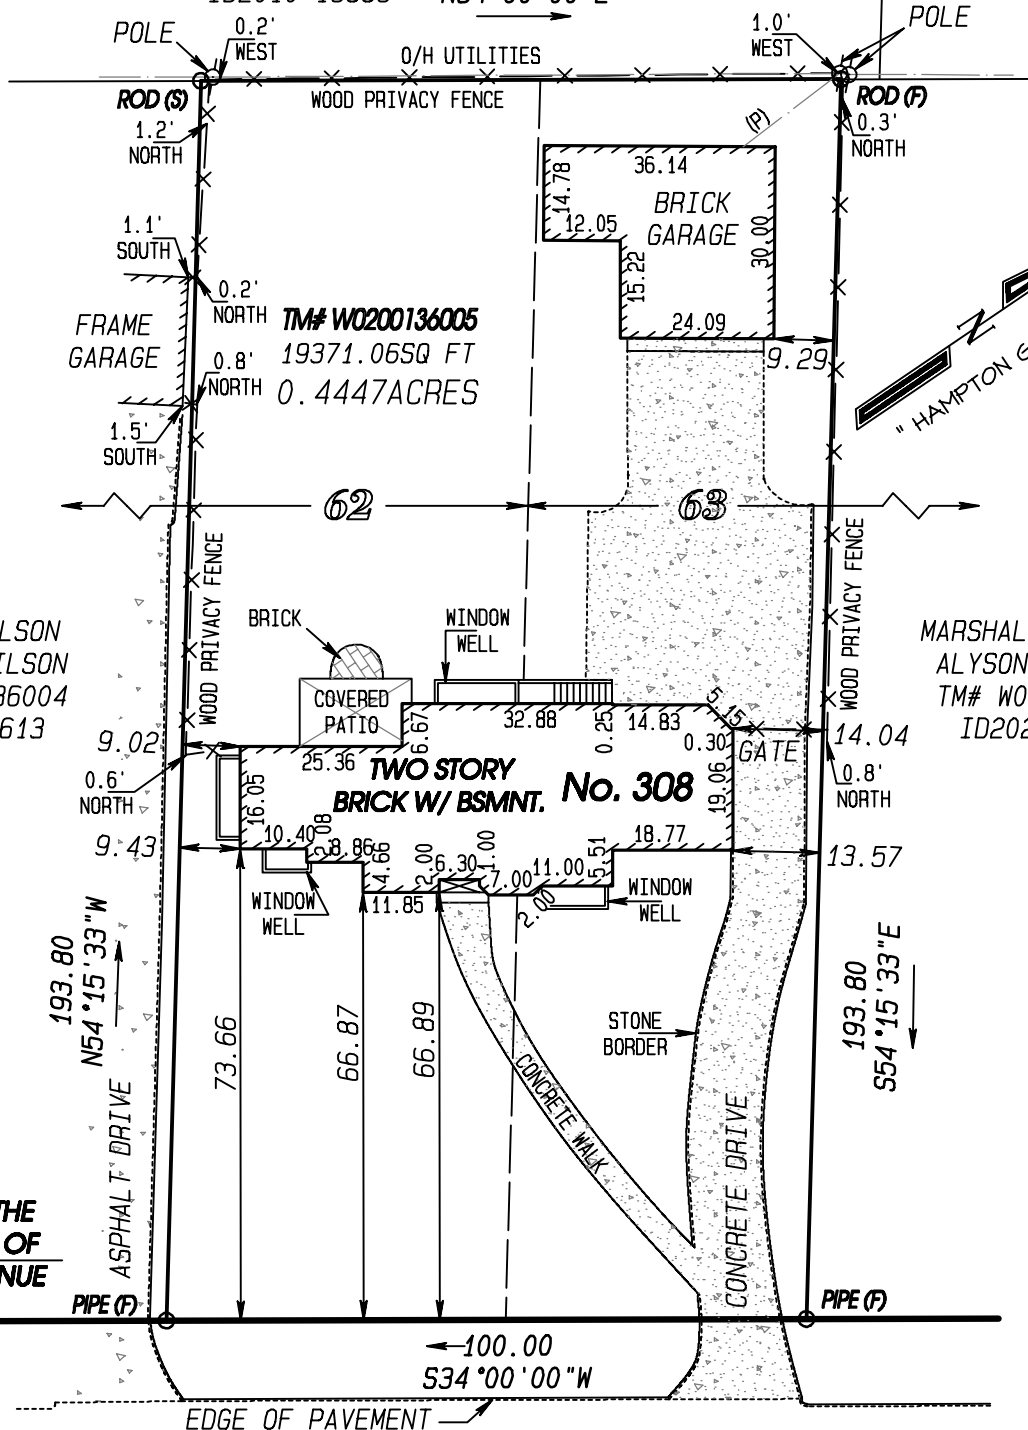 POLE
0.2'
WEST
O/H UTILITIES
1.0'
WEST
POLE
ROD (S)
WOOD PRIVACY FENCE
ROD (F)
(P)
1.2'
NORTH
0.3'
NORTH
36.14
14.78
BRICK
GARAGE
12.05
30.00
15.22
24.09
9.29
1.1'
SOUTH
0.2'
NORTH
FRAME
GARAGE
TM# W0200136005
19371.06SQ FT
0.4447ACRES
0.8'
NORTH
1.5'
SOUTH
N
" HAMPTON G
62
63
WOOD PRIVACY FENCE
WOOD PRIVACY FENCE
BRICK
WINDOW
WELL
LSON
ILSON
36004
613
MARSHAL
ALYSON
TM# WO
ID202
COVERED
PATIO
6.67
32.88
0.25
14.83
5.15
0.30
GATE
14.04
9.02
25.36
TWO STORY
BRICK W/ BSMNT.
No. 308
0.6'
NORTH
16.05
19.06
0.8'
NORTH
9.43
10.40
2.08
8.86
4.66
2.00
6.30
1.00
7.00
11.00
5.51
18.77
13.57
11.85
2.00
WINDOW
WELL
WINDOW
WELL
193.80
N54°15'33"W
73.66
66.87
66.89
STONE
BORDER
193.80
S54°15'33"E
CONCRETE WALK
ASPHALT DRIVE
CONCRETE DRIVE
THE
OF
NUE
PIPE (F)
PIPE (F)
100.00
S34°00'00"W
EDGE OF PAVEMENT